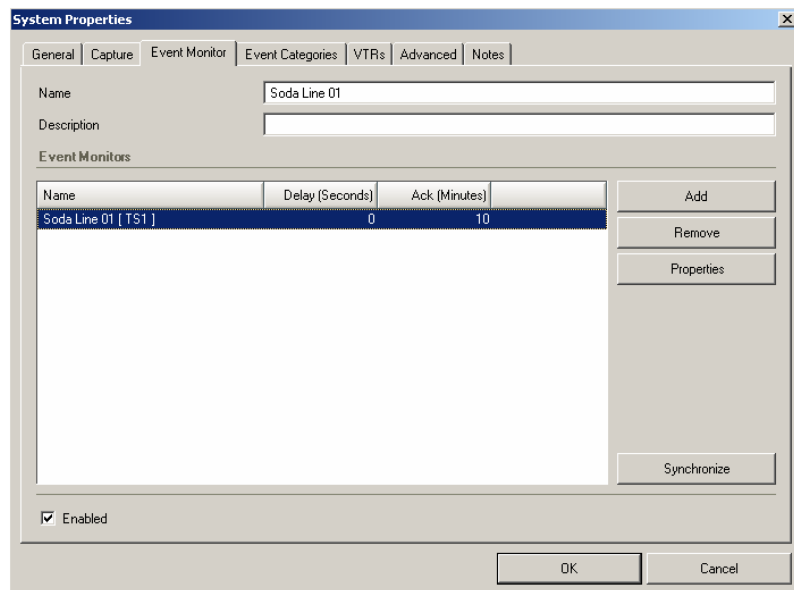 System Properties
General Capture Event Monitor Event Categories VTRs Advanced Notes
Name Soda Line 01
Description
Event Monitors
Name Delay (Seconds) Ack (Minutes)
Soda Line 01 [ TS1 ] 0 10
Add
Remove
Properties
Synchronize
Enabled
OK Cancel